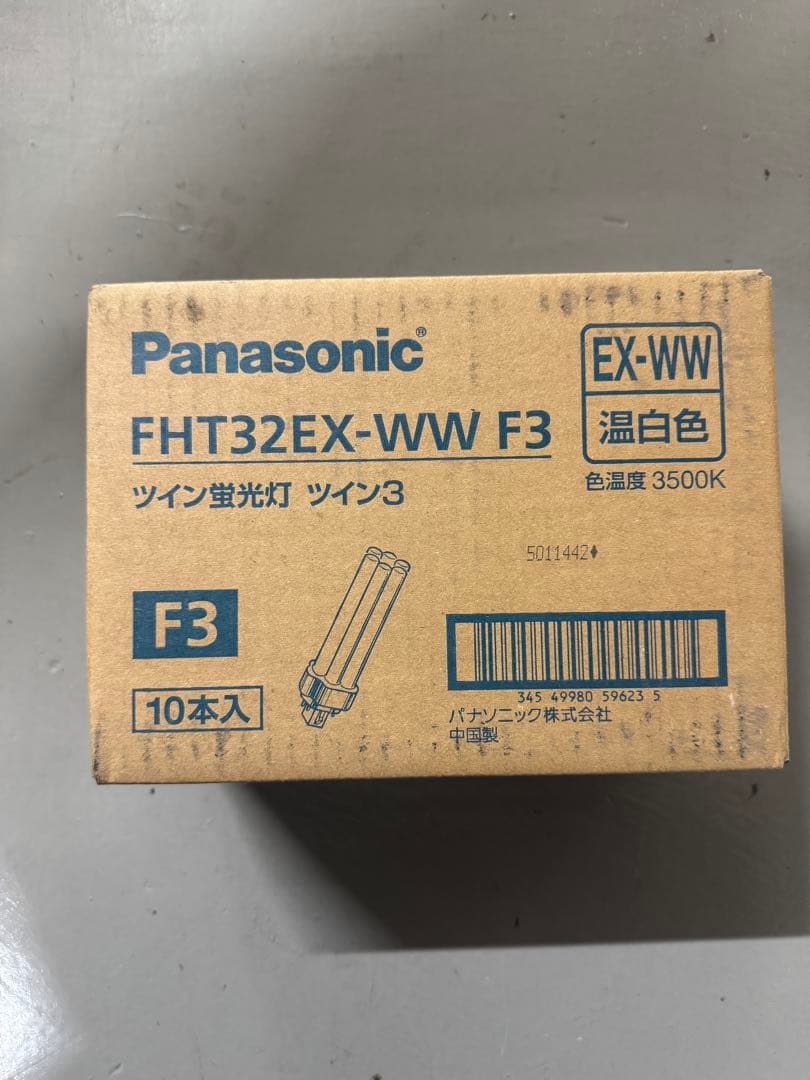 Panasonic®
FHT32EX-WW F3
ツイン蛍光灯 ツイン3
EX-WW
温白色
色温度 3500K
5011442♦
F3
10本入
345 49980 59623 5
パナソニック株式会社
中国製